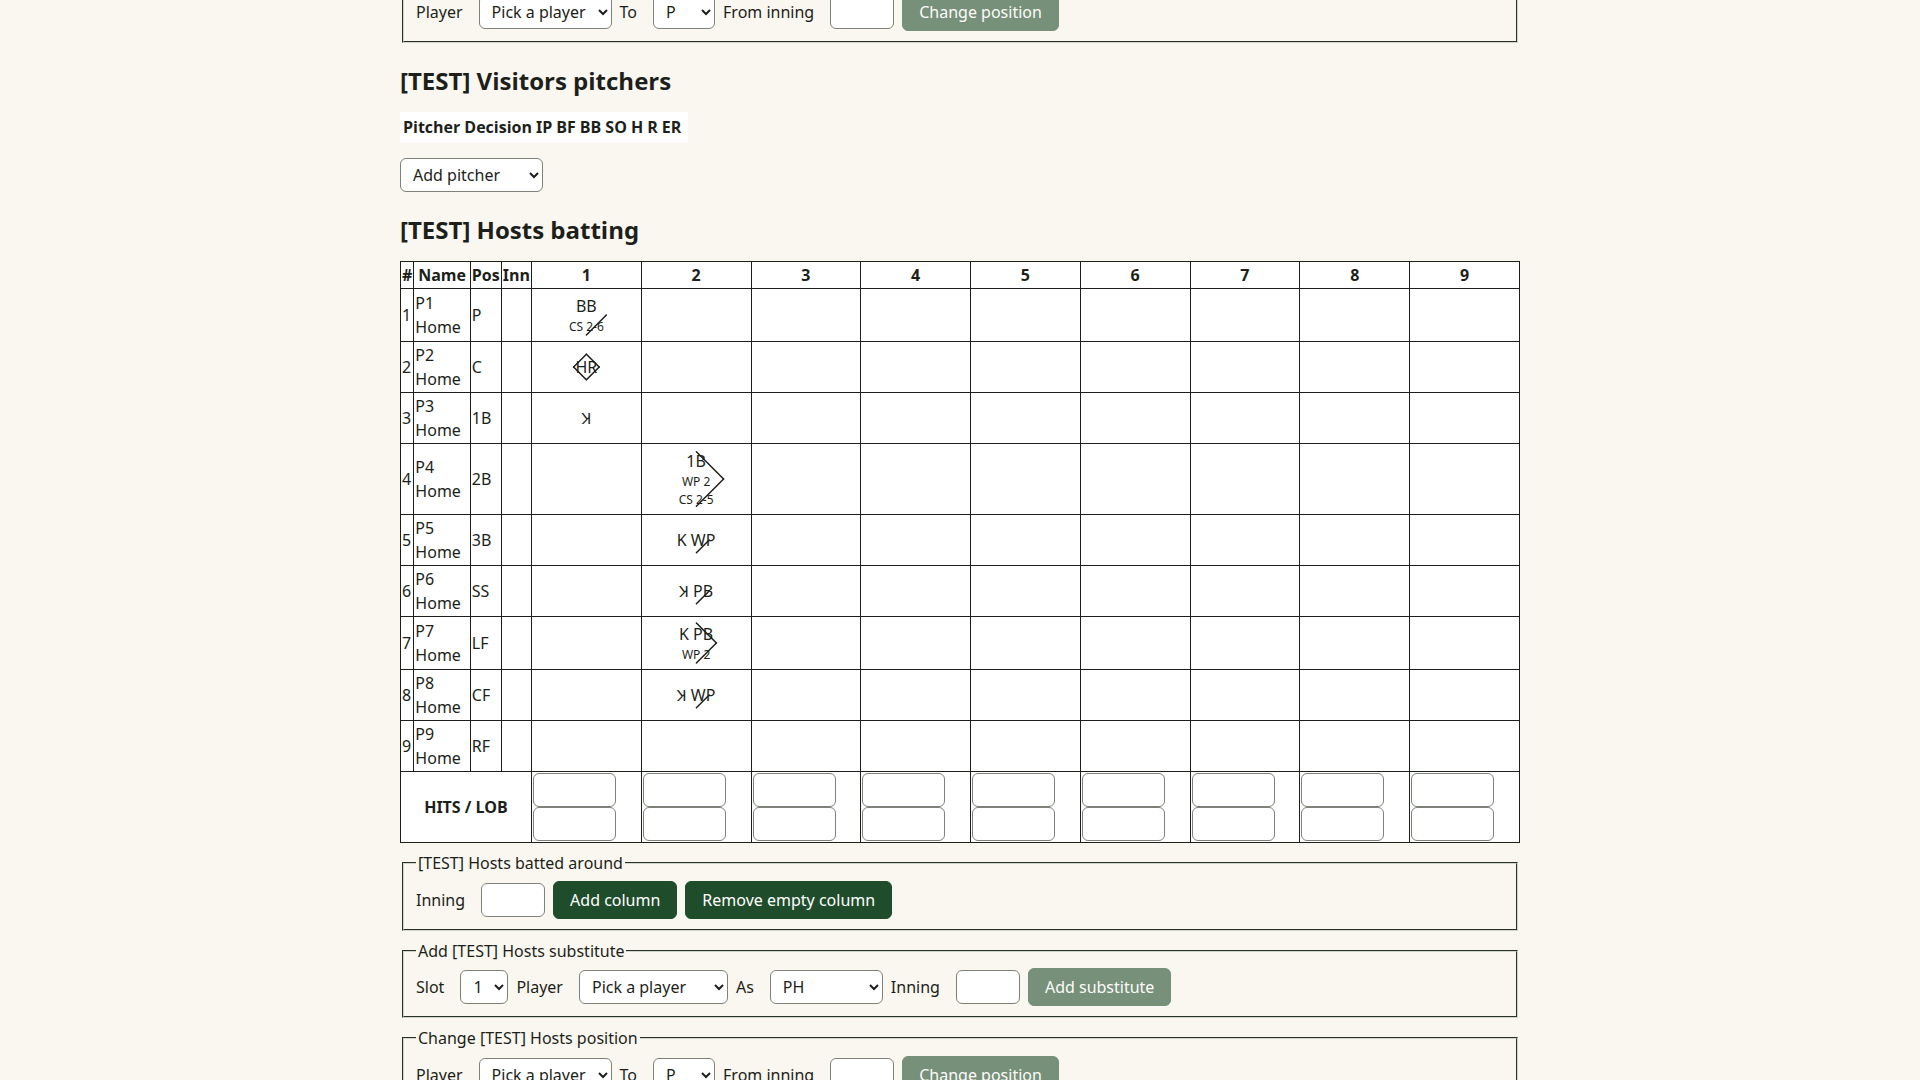 Player Pick a player To P From inning Change position
[TEST] Visitors pitchers
Pitcher Decision IP BF BB SO H R ER
Add pitcher
[TEST] Hosts batting
# Name Pos Inn 1 2 3 4 5 6 7 8 9
1 P1 Home P BB
CS 2-6
2 P2 Home C HR
3 P3 Home 1B K
4 P4 Home 2B 1B
WP 2
CS 2-5
5 P5 Home 3B K WP
6 P6 Home SS K PB
7 P7 Home LF K PB
WP 2
8 P8 Home CF K WP
9 P9 Home RF
HITS / LOB
[TEST] Hosts batted around
Inning Add column Remove empty column
Add [TEST] Hosts substitute
Slot 1 Player Pick a player As PH Inning Add substitute
Change [TEST] Hosts position
Player Pick a player To P From inning Change position